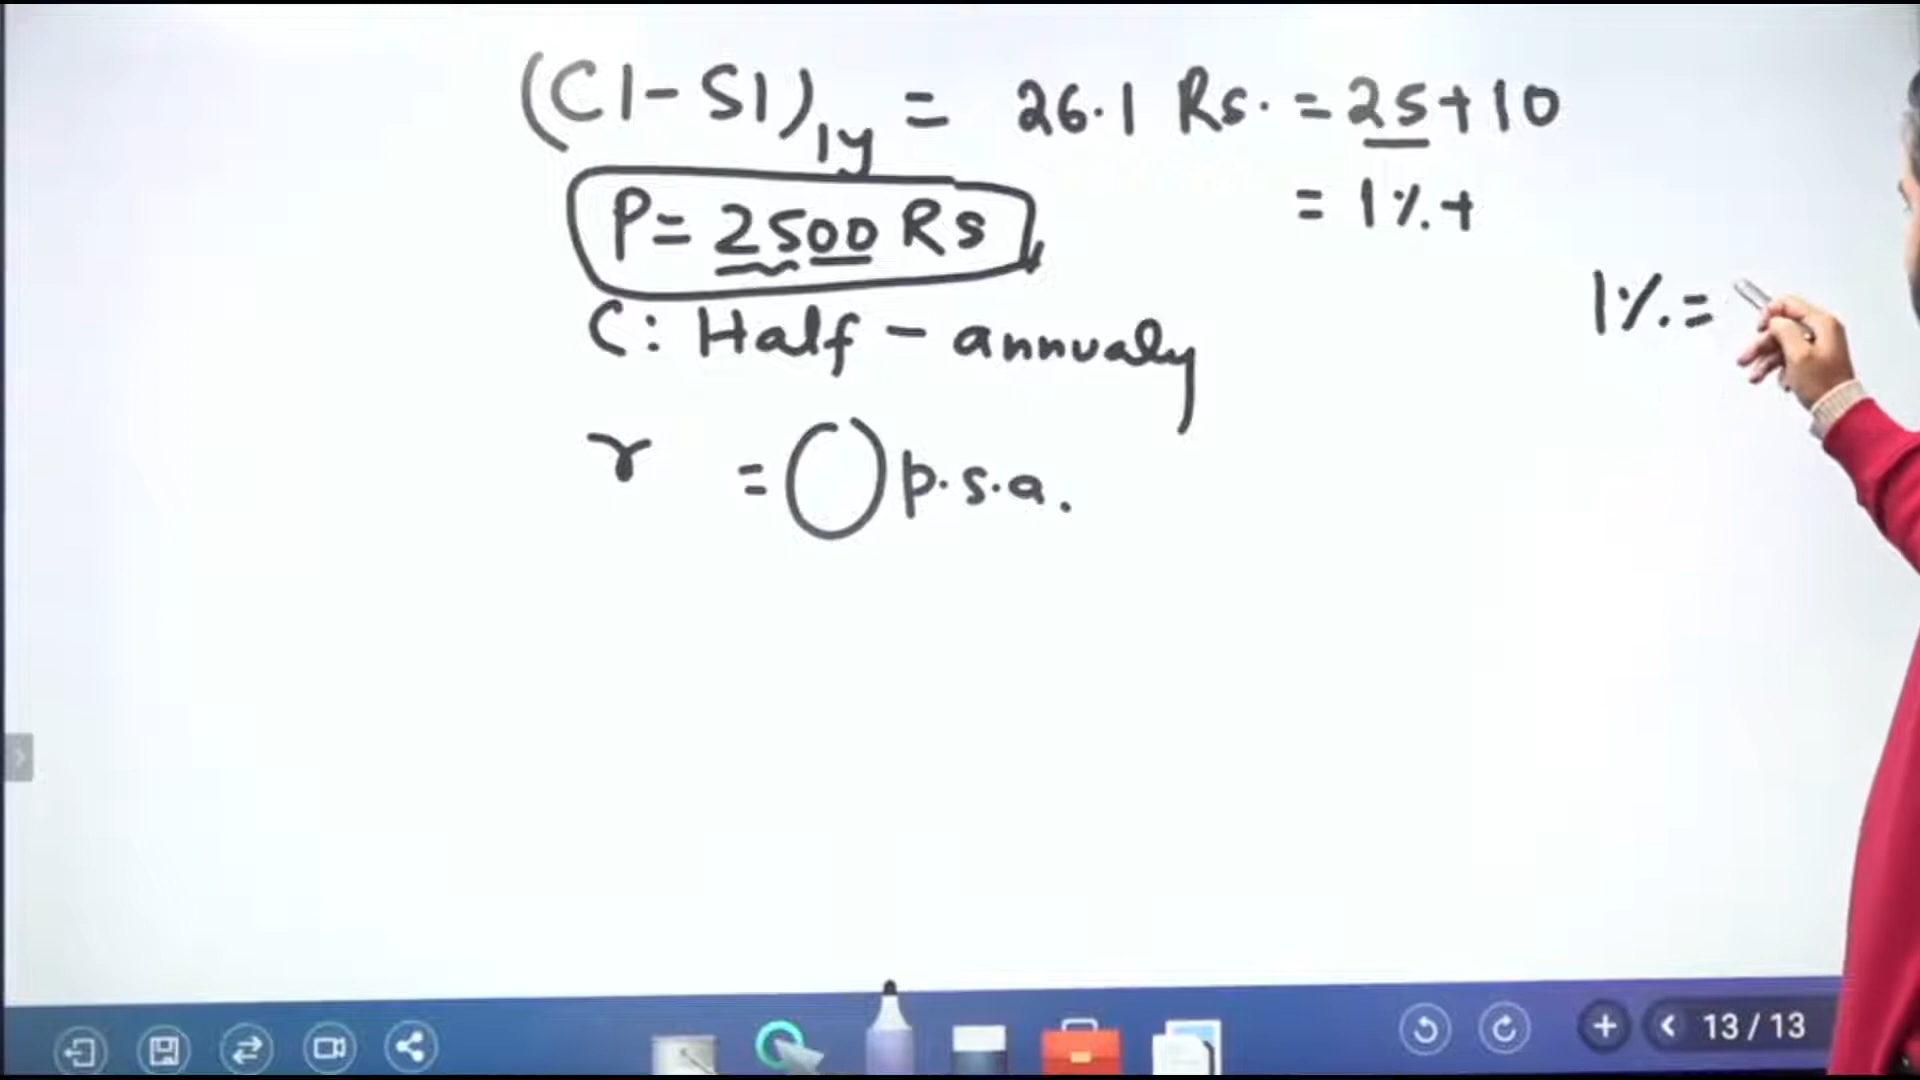 (CI-SI)1y = 26.1 Rs. = 25+10
P= 2500 Rs
= 1%+
1%=
C: Half-annualy
r = p.s.a.
13/13